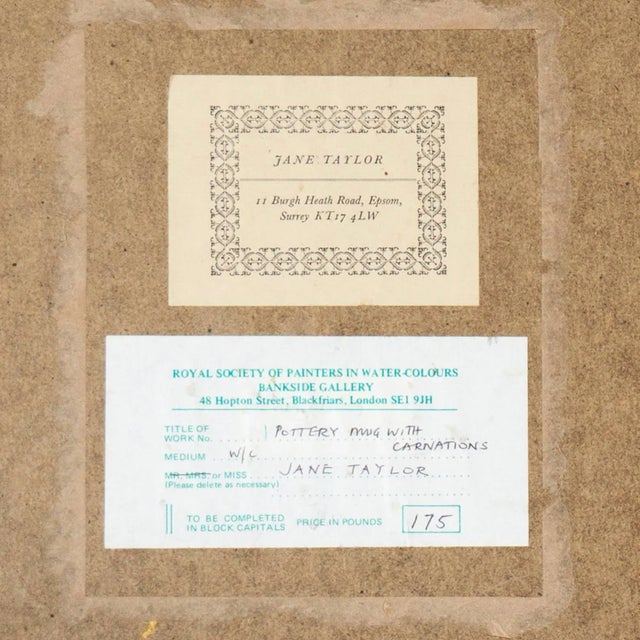 JANE TAYLOR
11 Burgh Heath Road, Epsom,
Surrey KT17 4LW
ROYAL SOCIETY OF PAINTERS IN WATER-COLOURS
BANKSIDE GALLERY
48 Hopton Street, Blackfriars, London SE1 9JH
TITLE OF
WORK No. 1 POTTERY MUG WITH
CARNATIONS
MEDIUM W/C
MR, MRS, or MISS JANE TAYLOR
(Please delete as necessary)
TO BE COMPLETED
IN BLOCK CAPITALS PRICE IN POUNDS 175